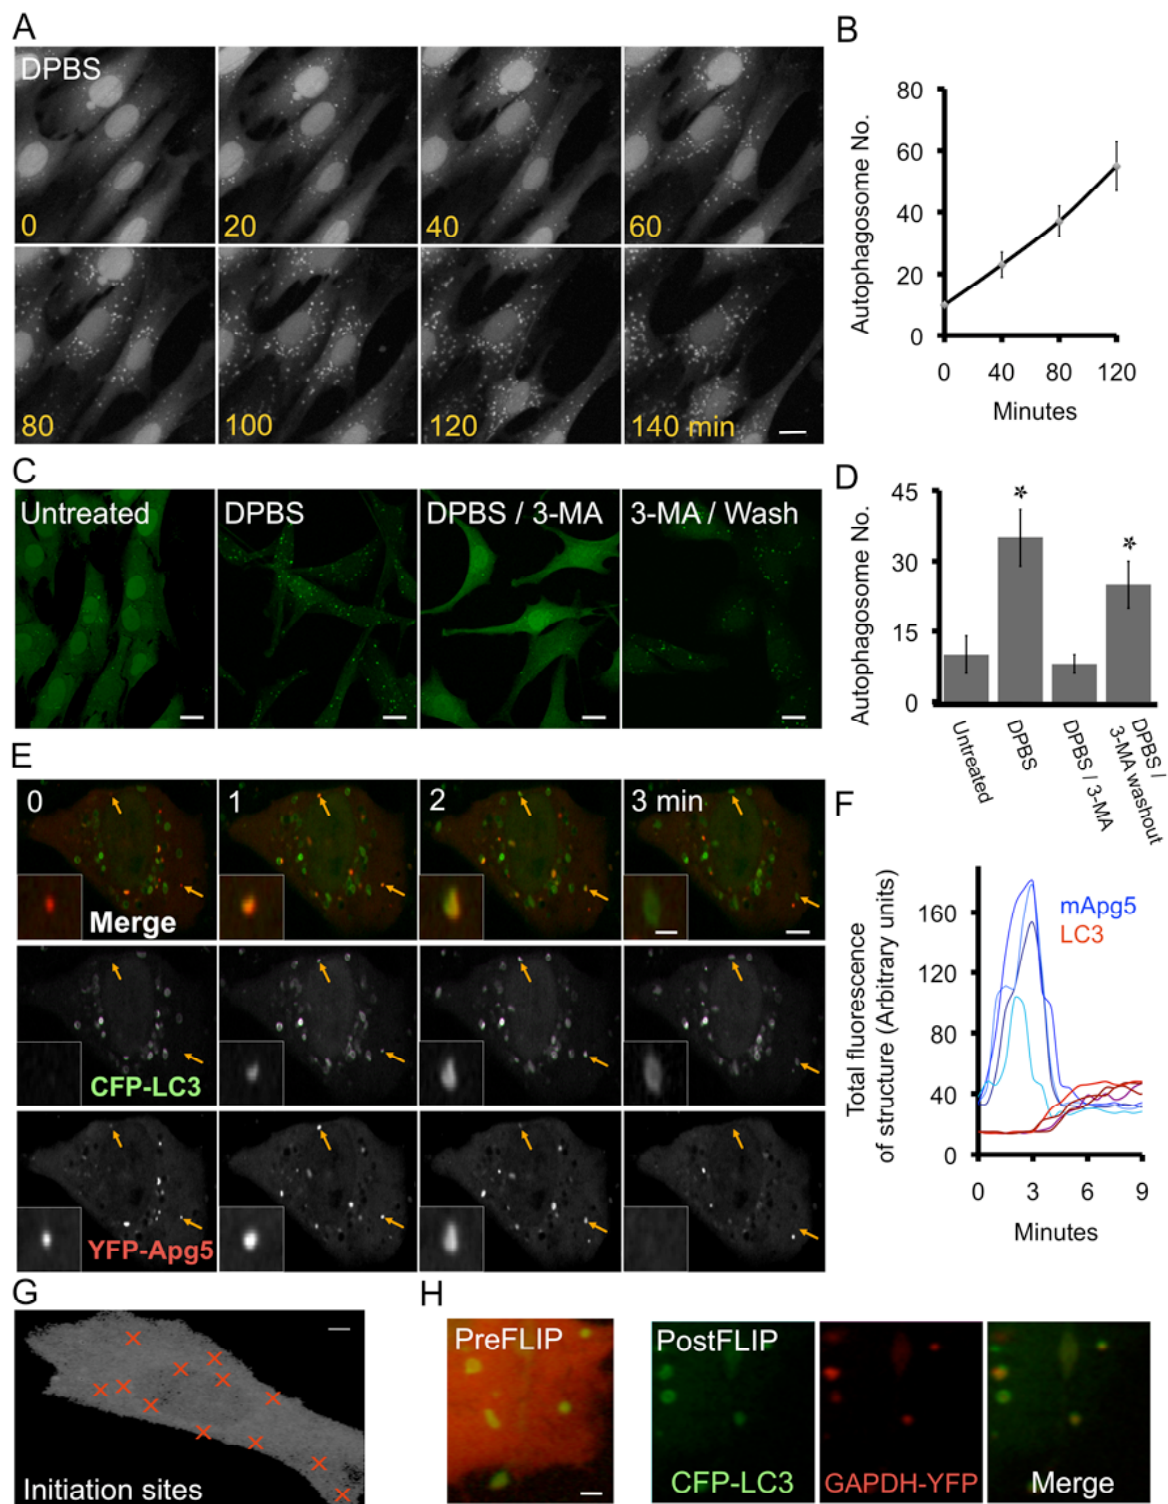 A
DPBS
0
20
40
60
80
100
120
140 min
B
Autophagosome No.
80
60
40
20
0
0 40 80 120
Minutes
C
Untreated
DPBS
DPBS / 3-MA
3-MA / Wash
D
Autophagosome No.
45
30
15
0
*
*
Untreated
DPBS
DPBS / 3-MA
DPBS /
3-MA washout
E
0
1
2
3 min
Merge
CFP-LC3
YFP-Apg5
F
Total fluorescence
of structure (Arbitrary units)
160
120
80
40
0
mApg5
LC3
0 3 6 9
Minutes
G
Initiation sites
H
PreFLIP
PostFLIP
CFP-LC3
GAPDH-YFP
Merge